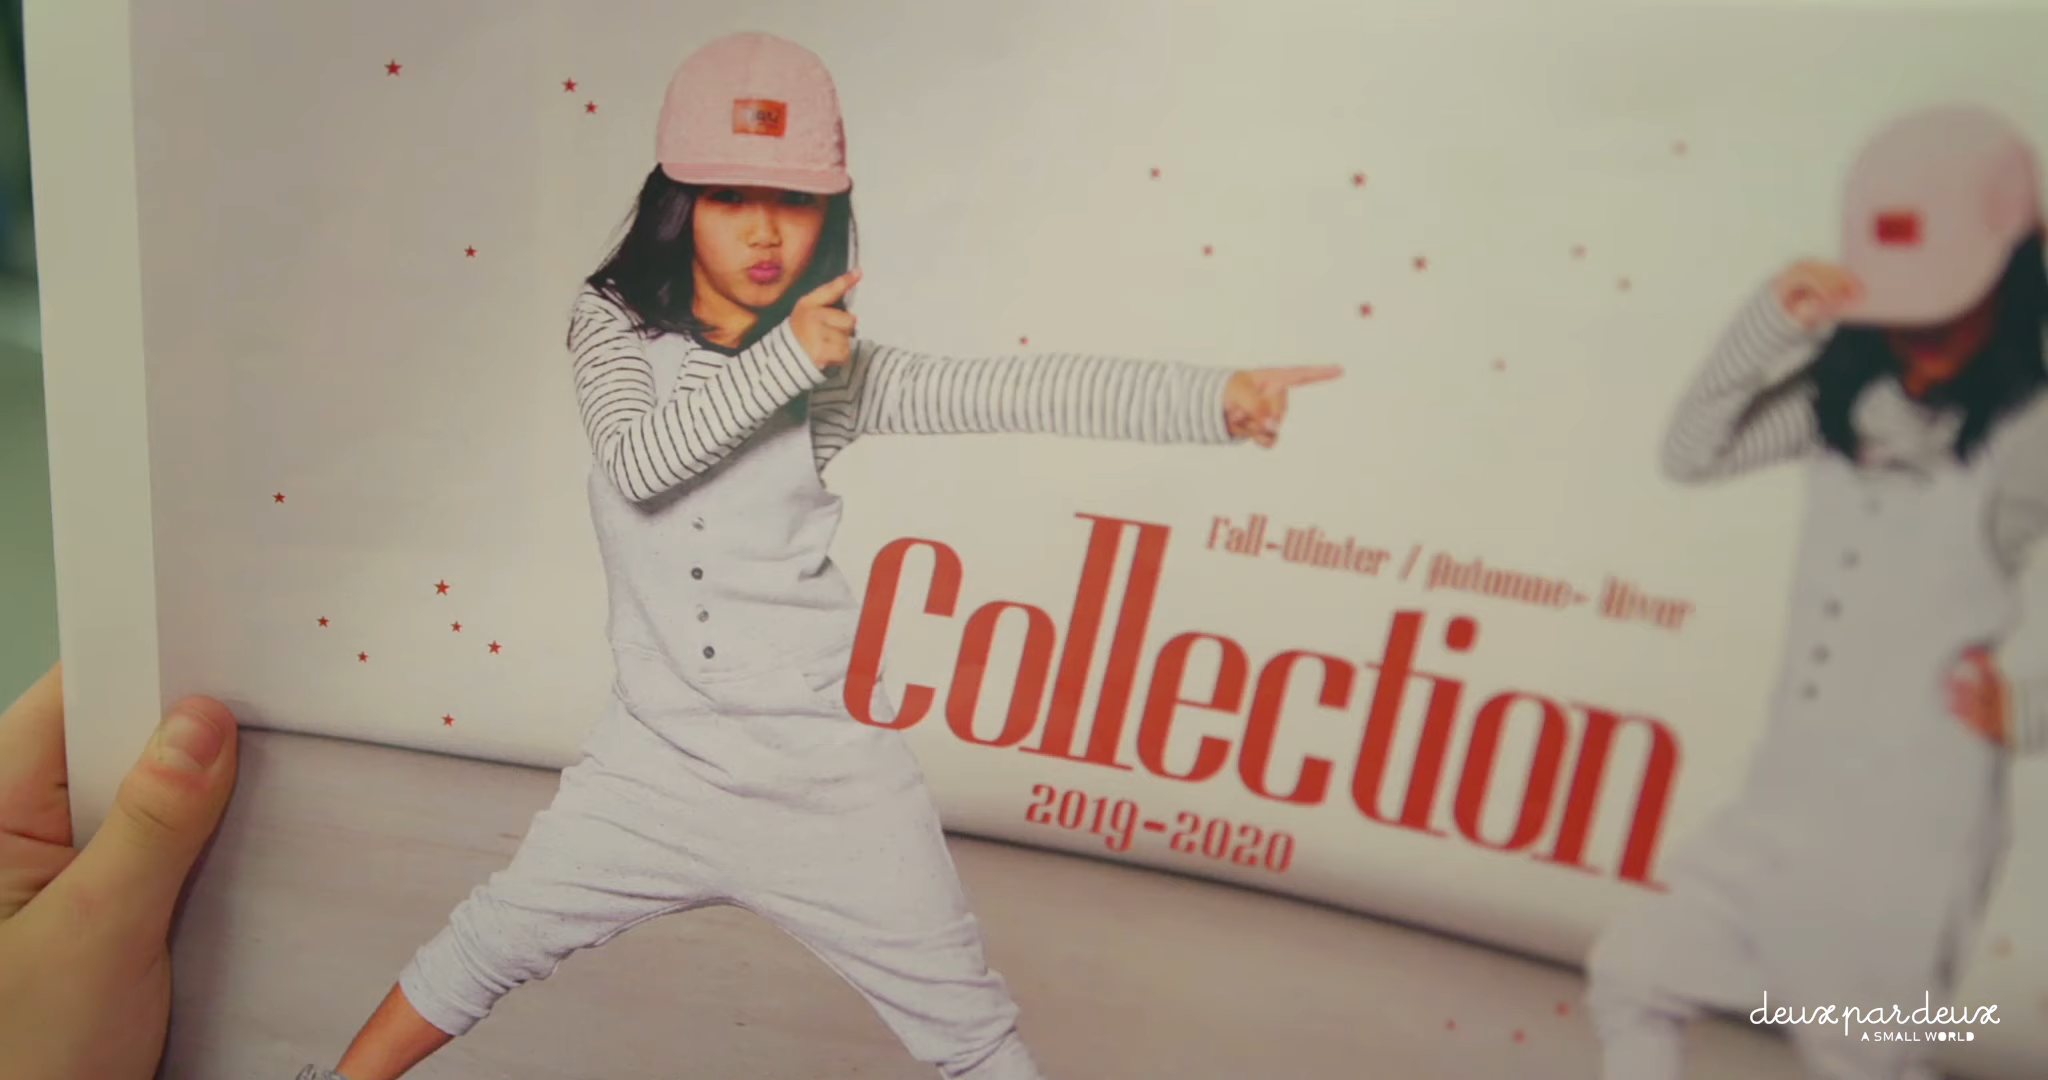 Fall-Winter / Automne- Hiver
Collection
2019-2020
deux par deux
A SMALL WORLD